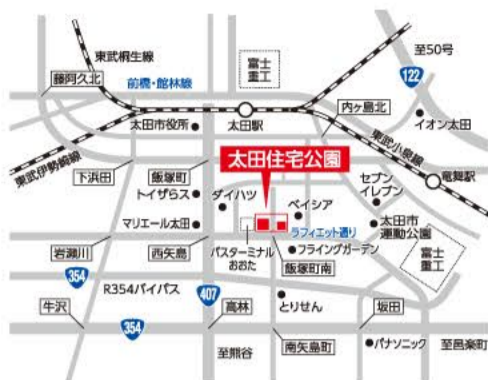 東武桐生線
藤阿久北
前橋・館林線
富士
重工
至50号
122
内ヶ島北
イオン太田
太田市役所
太田駅
東武伊勢崎線
東武小泉線
竜舞駅
下浜田
飯塚町
太田住宅公園
トイザらス
ダイハツ
ベイシア
セブン
イレブン
マリエール太田
ラフィエット通り
太田市
運動公園
岩瀬川
西矢島
バスターミナル
おおた
フライングガーデン
飯塚町南
富士
重工
354
R354バイパス
407
とりせん
牛沢
354
高林
坂田
至熊谷
南矢島町
パナソニック
至邑楽町